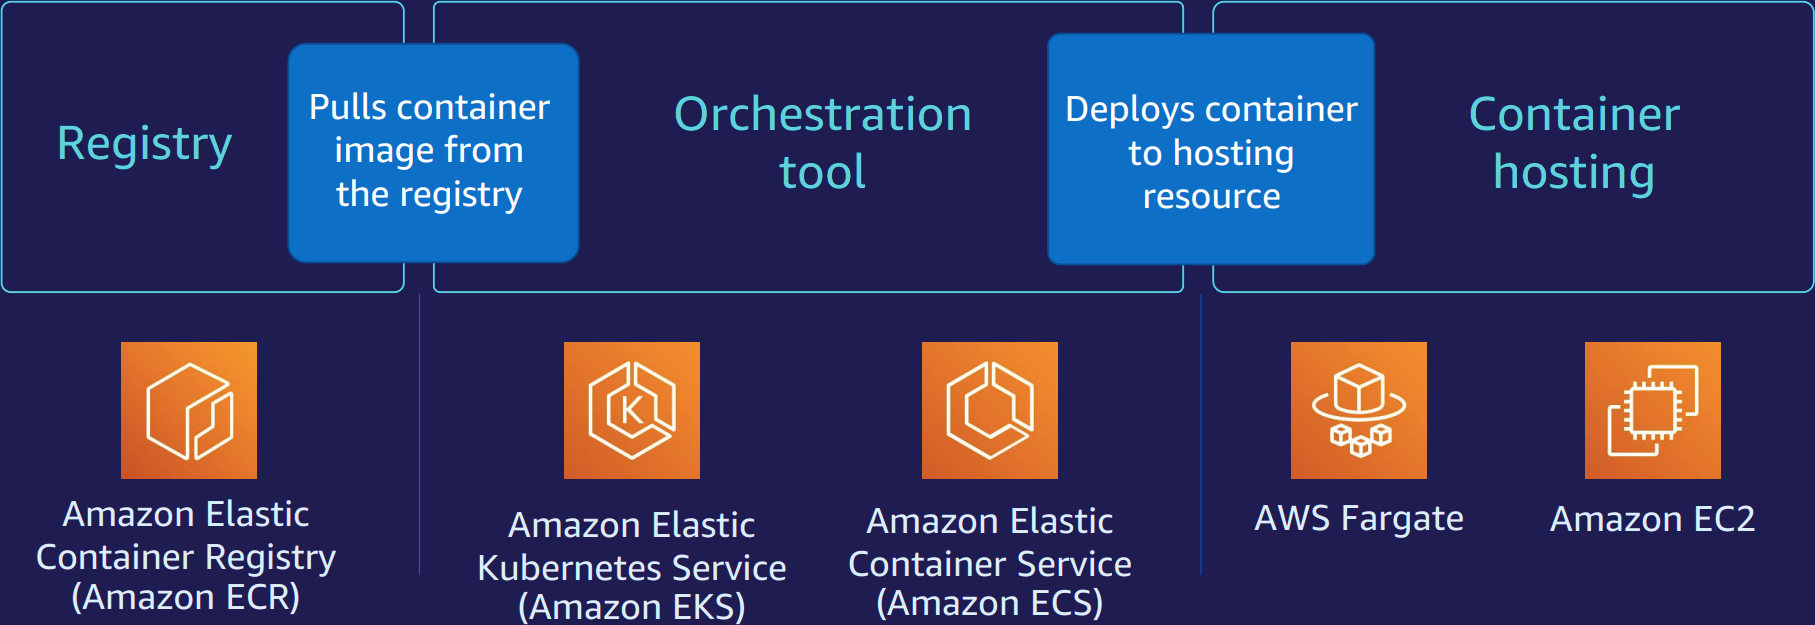 Registry
Pulls container
image from
the registry
Orchestration
tool
Deploys container
to hosting
resource
Container
hosting
Amazon Elastic
Container Registry
(Amazon ECR)
K
Amazon Elastic
Kubernetes Service
(Amazon EKS)
Amazon Elastic
Container Service
(Amazon ECS)
AWS Fargate
Amazon EC2